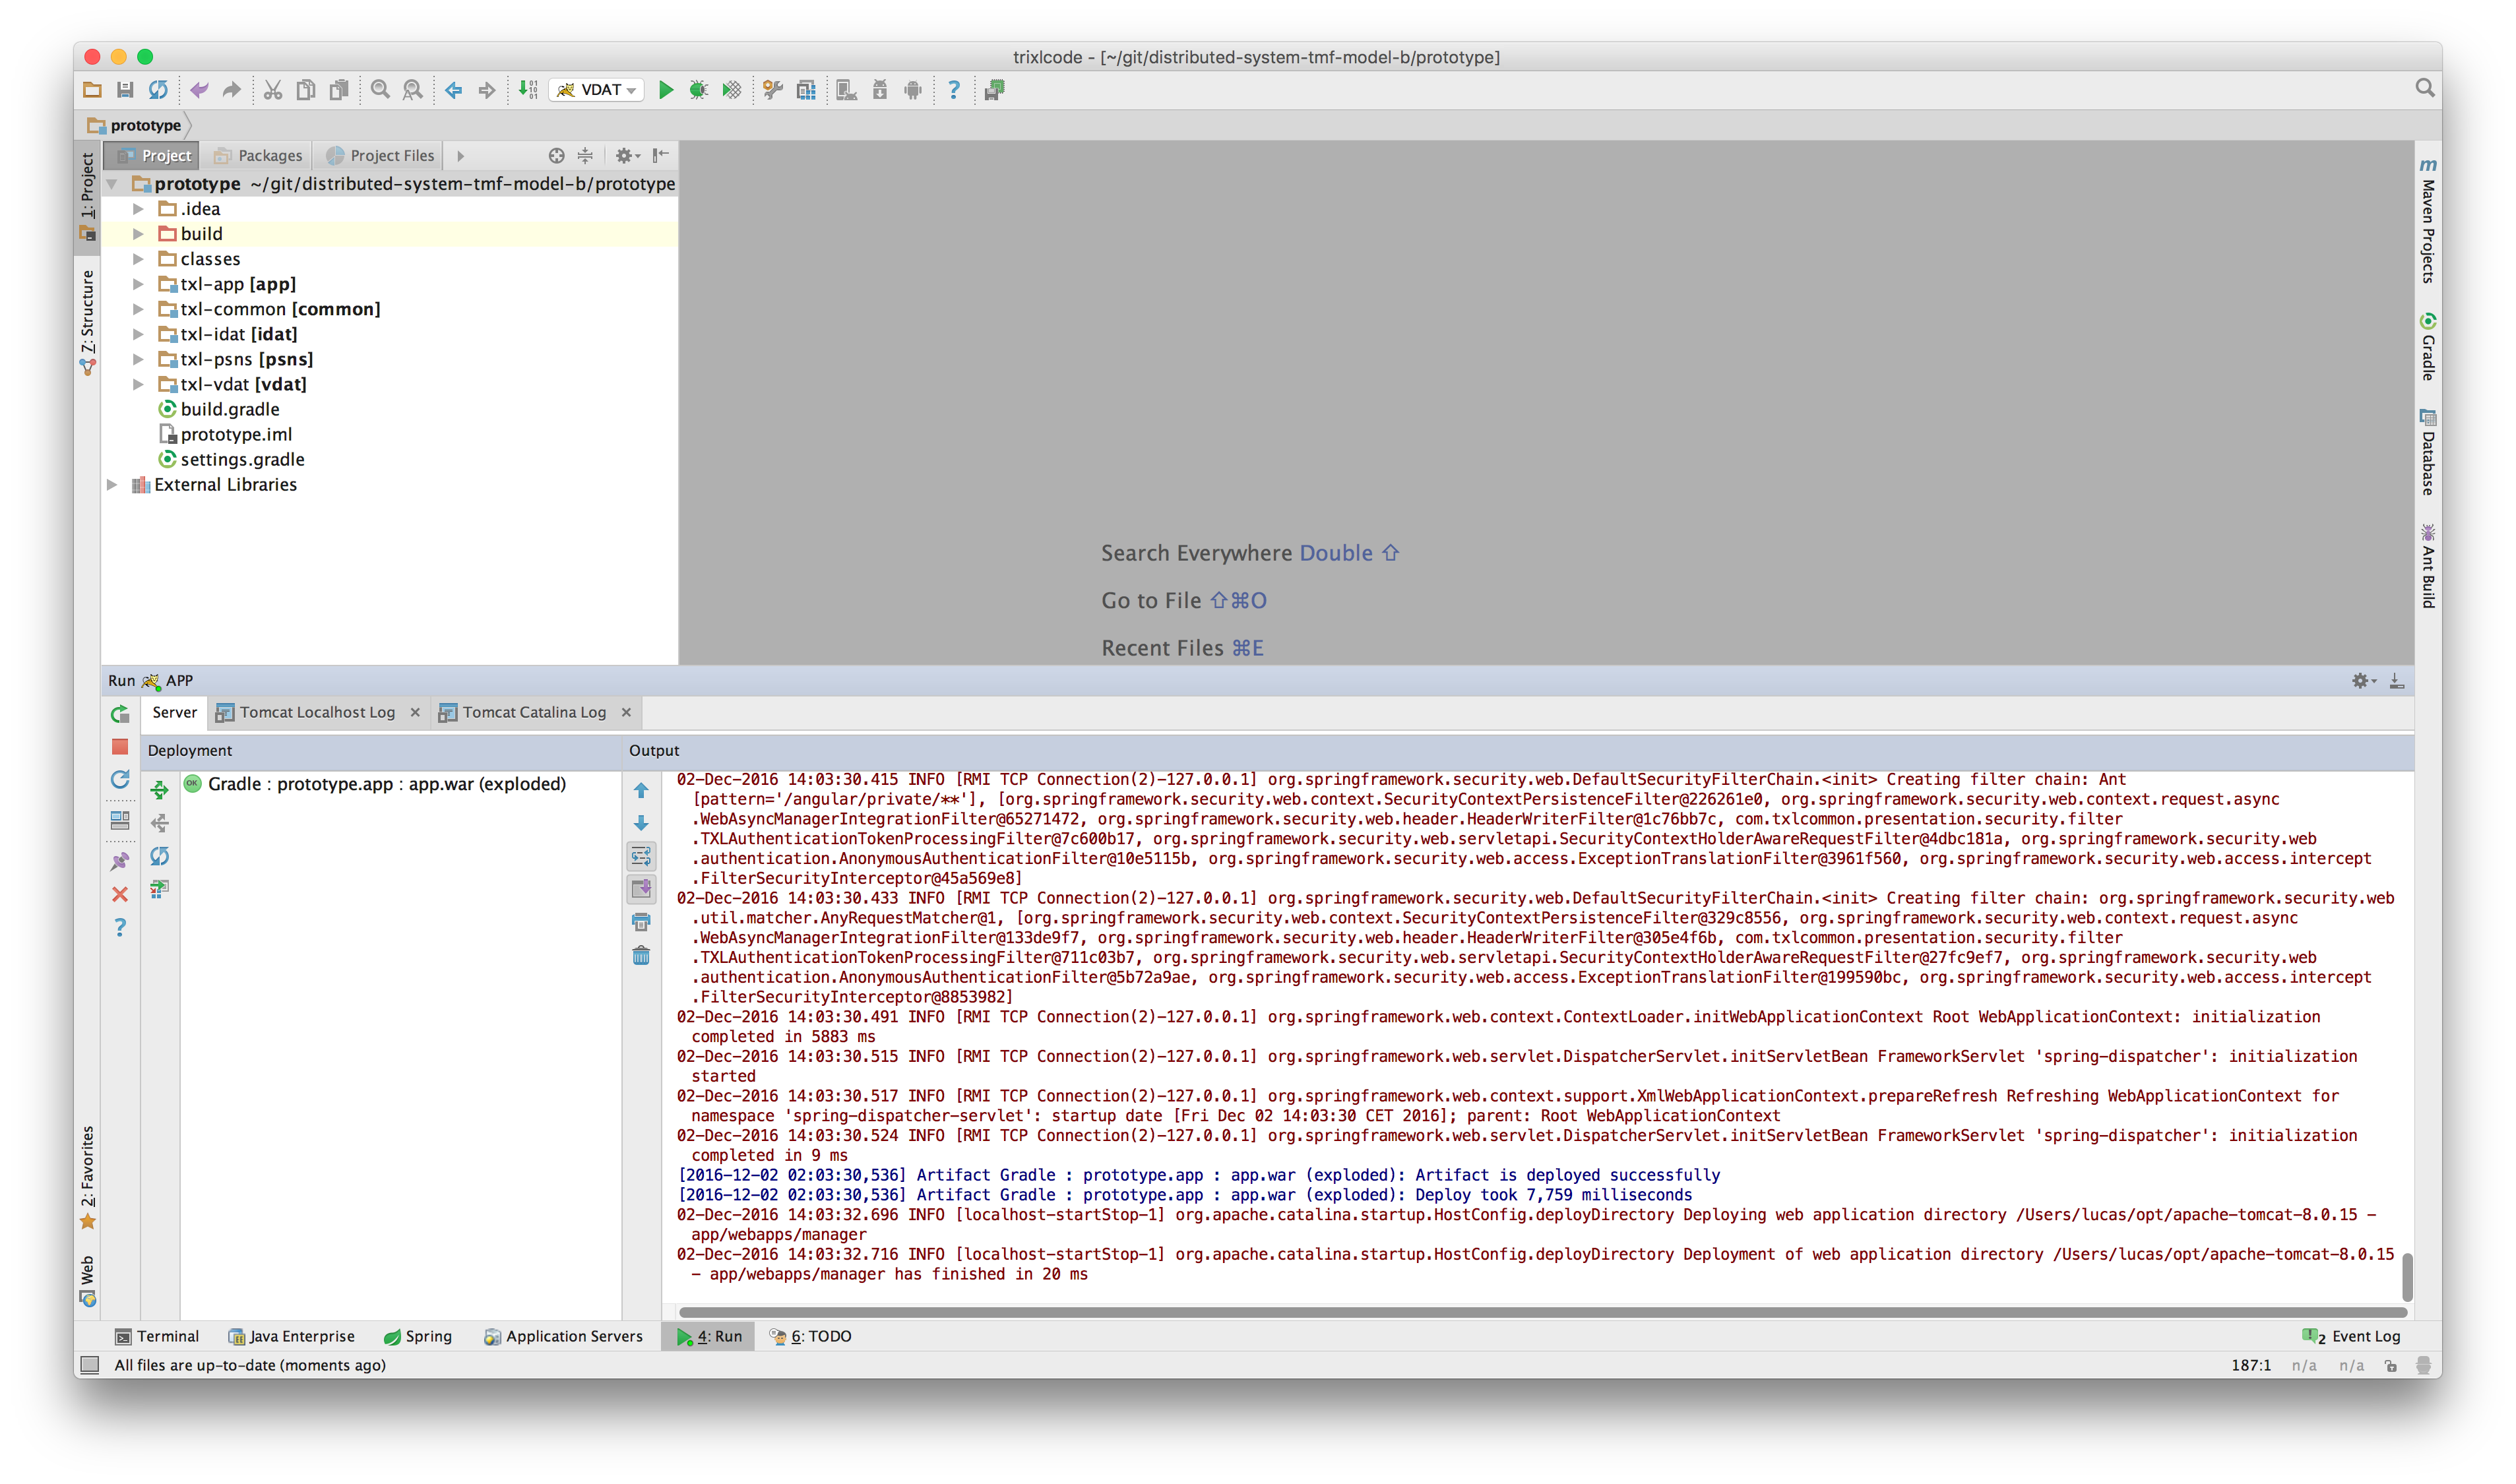 trixlcode - [~/git/distributed-system-tmf-model-b/prototype]
VDAT
prototype
1: Project
Z: Structure
2: Favorites
Web
Project
Packages
Project Files
prototype ~/git/distributed-system-tmf-model-b/prototype
.idea
build
classes
txl-app [app]
txl-common [common]
txl-idat [idat]
txl-psns [psns]
txl-vdat [vdat]
build.gradle
prototype.iml
settings.gradle
External Libraries
Search Everywhere Double ⇧
Go to File ⇧⌘O
Recent Files ⌘E
m Maven Projects
Gradle
Database
Ant Build
Run APP
Server
Tomcat Localhost Log
Tomcat Catalina Log
Deployment
Output
OK Gradle : prototype.app : app.war (exploded)
02-Dec-2016 14:03:30.415 INFO [RMI TCP Connection(2)-127.0.0.1] org.springframework.security.web.DefaultSecurityFilterChain.<init> Creating filter chain: Ant
[pattern='/angular/private/**'], [org.springframework.security.web.context.SecurityContextPersistenceFilter@226261e0, org.springframework.security.web.context.request.async
.WebAsyncManagerIntegrationFilter@65271472, org.springframework.security.web.header.HeaderWriterFilter@1c76bb7c, com.txlcommon.presentation.security.filter
.TXLAuthenticationTokenProcessingFilter@7c600b17, org.springframework.security.web.servletapi.SecurityContextHolderAwareRequestFilter@4dbc181a, org.springframework.security.web
.authentication.AnonymousAuthenticationFilter@10e5115b, org.springframework.security.web.access.ExceptionTranslationFilter@3961f560, org.springframework.security.web.access.intercept
.FilterSecurityInterceptor@45a569e8]
02-Dec-2016 14:03:30.433 INFO [RMI TCP Connection(2)-127.0.0.1] org.springframework.security.web.DefaultSecurityFilterChain.<init> Creating filter chain: org.springframework.security.web
.util.matcher.AnyRequestMatcher@1, [org.springframework.security.web.context.SecurityContextPersistenceFilter@329c8556, org.springframework.security.web.context.request.async
.WebAsyncManagerIntegrationFilter@133de9f7, org.springframework.security.web.header.HeaderWriterFilter@305e4f6b, com.txlcommon.presentation.security.filter
.TXLAuthenticationTokenProcessingFilter@711c03b7, org.springframework.security.web.servletapi.SecurityContextHolderAwareRequestFilter@27fc9ef7, org.springframework.security.web
.authentication.AnonymousAuthenticationFilter@5b72a9ae, org.springframework.security.web.access.ExceptionTranslationFilter@199590bc, org.springframework.security.web.access.intercept
.FilterSecurityInterceptor@8853982]
02-Dec-2016 14:03:30.491 INFO [RMI TCP Connection(2)-127.0.0.1] org.springframework.web.context.ContextLoader.initWebApplicationContext Root WebApplicationContext: initialization
completed in 5883 ms
02-Dec-2016 14:03:30.515 INFO [RMI TCP Connection(2)-127.0.0.1] org.springframework.web.servlet.DispatcherServlet.initServletBean FrameworkServlet 'spring-dispatcher': initialization
started
02-Dec-2016 14:03:30.517 INFO [RMI TCP Connection(2)-127.0.0.1] org.springframework.web.context.support.XmlWebApplicationContext.prepareRefresh Refreshing WebApplicationContext for
namespace 'spring-dispatcher-servlet': startup date [Fri Dec 02 14:03:30 CET 2016]; parent: Root WebApplicationContext
02-Dec-2016 14:03:30.524 INFO [RMI TCP Connection(2)-127.0.0.1] org.springframework.web.servlet.DispatcherServlet.initServletBean FrameworkServlet 'spring-dispatcher': initialization
completed in 9 ms
[2016-12-02 02:03:30,536] Artifact Gradle : prototype.app : app.war (exploded): Artifact is deployed successfully
[2016-12-02 02:03:30,536] Artifact Gradle : prototype.app : app.war (exploded): Deploy took 7,759 milliseconds
02-Dec-2016 14:03:32.696 INFO [localhost-startStop-1] org.apache.catalina.startup.HostConfig.deployDirectory Deploying web application directory /Users/lucas/opt/apache-tomcat-8.0.15 -
app/webapps/manager
02-Dec-2016 14:03:32.716 INFO [localhost-startStop-1] org.apache.catalina.startup.HostConfig.deployDirectory Deployment of web application directory /Users/lucas/opt/apache-tomcat-8.0.15
- app/webapps/manager has finished in 20 ms
Terminal
Java Enterprise
Spring
Application Servers
4: Run
6: TODO
2 Event Log
All files are up-to-date (moments ago)
187:1 n/a n/a